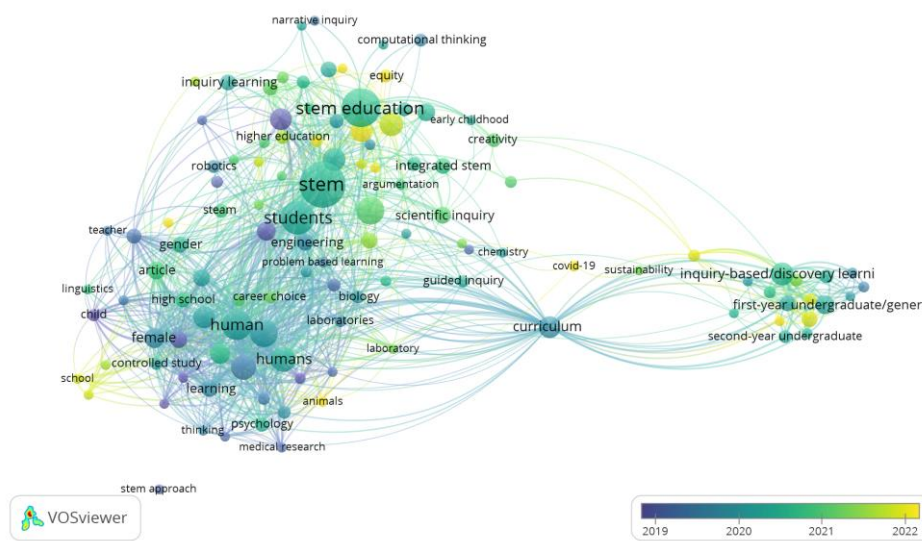 narrative inquiry
computational thinking
equity
inquiry learning
stem education
early childhood
higher education
creativity
robotics
integrated stem
stem
argumentation
steam
students
scientific inquiry
teacher
gender
engineering
chemistry
problem based learning
covid-19
sustainability
inquiry-based/discovery learni
article
linguistics
high school
career choice
biology
guided inquiry
child
first-year undergraduate/gener
human
laboratories
curriculum
female
second-year undergraduate
controlled study
humans
laboratory
school
learning
animals
thinking
psychology
medical research
stem approach
VOSviewer
2019 2020 2021 2022